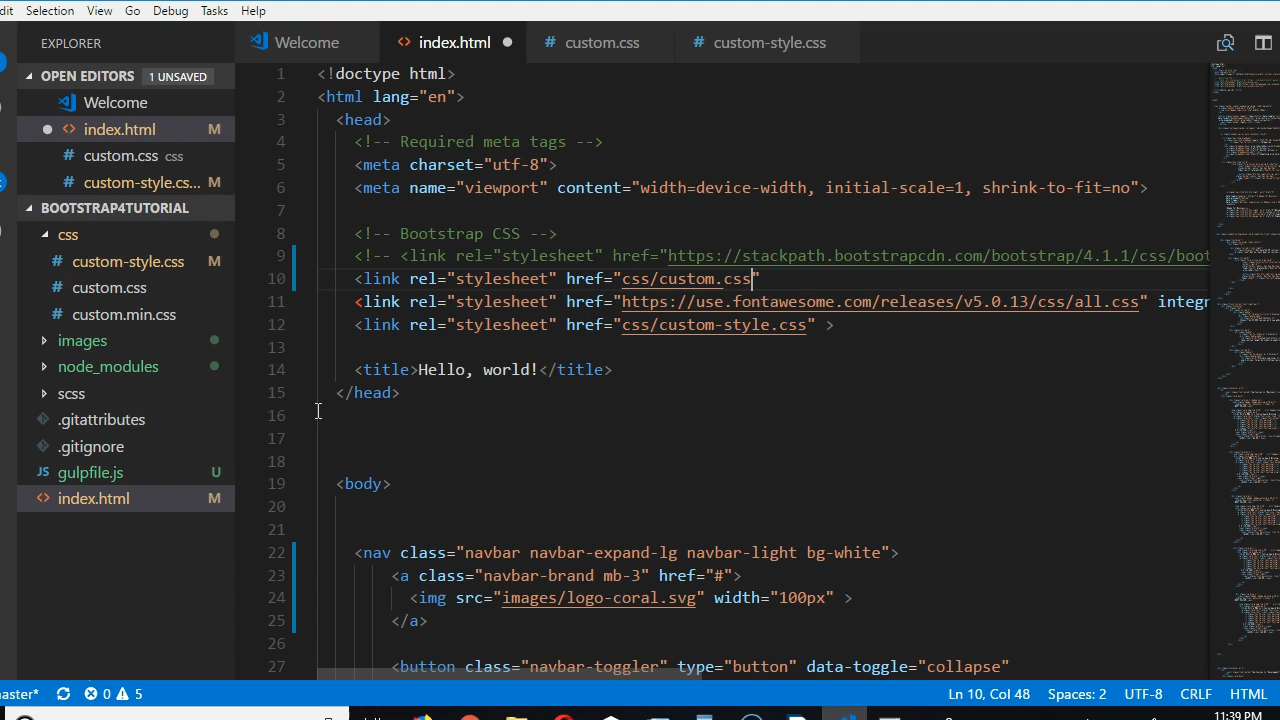 dit Selection View Go Debug Tasks Help
EXPLORER
Welcome
<> index.html ●
# custom.css
# custom-style.css
OPEN EDITORS 1 UNSAVED
Welcome
● <> index.html M
# custom.css css
# custom-style.cs... M
BOOTSTRAP4TUTORIAL
css
# custom-style.css
# custom.css
# custom.min.css
images
node_modules
scss
.gitattributes
.gitignore
JS gulpfile.js U
<> index.html M
1 <!doctype html>
2 <html lang="en">
3 <head>
4 <!-- Required meta tags -->
5 <meta charset="utf-8">
6 <meta name="viewport" content="width=device-width, initial-scale=1, shrink-to-fit=no">
7
8 <!-- Bootstrap CSS -->
9 <!-- <link rel="stylesheet" href="https://stackpath.bootstrapcdn.com/bootstrap/4.1.1/css/boot
10 <link rel="stylesheet" href="css/custom.css"
11 <link rel="stylesheet" href="https://use.fontawesome.com/releases/v5.0.13/css/all.css" integr
12 <link rel="stylesheet" href="css/custom-style.css" >
13
14 <title>Hello, world!</title>
15 </head>
16
17
18
19 <body>
20
21
22 <nav class="navbar navbar-expand-lg navbar-light bg-white">
23 <a class="navbar-brand mb-3" href="#">
24 <img src="images/logo-coral.svg" width="100px" >
25 </a>
26
27 <button class="navbar-toggler" type="button" data-toggle="collapse"
aster* 0 5 Ln 10, Col 48 Spaces: 2 UTF-8 CRLF HTML
11:39 PM